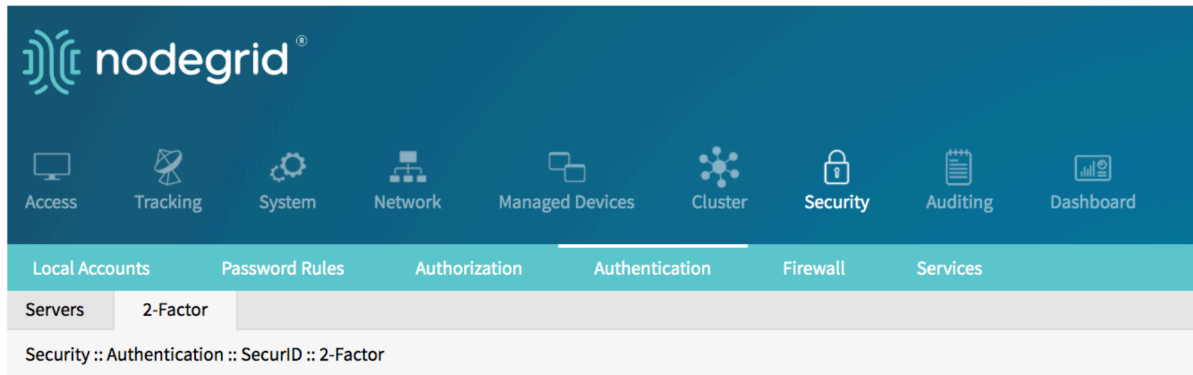 nodegrid®
Access Tracking System Network Managed Devices Cluster Security Auditing Dashboard
Local Accounts Password Rules Authorization Authentication Firewall Services
Servers 2-Factor
Security :: Authentication :: SecurID :: 2-Factor